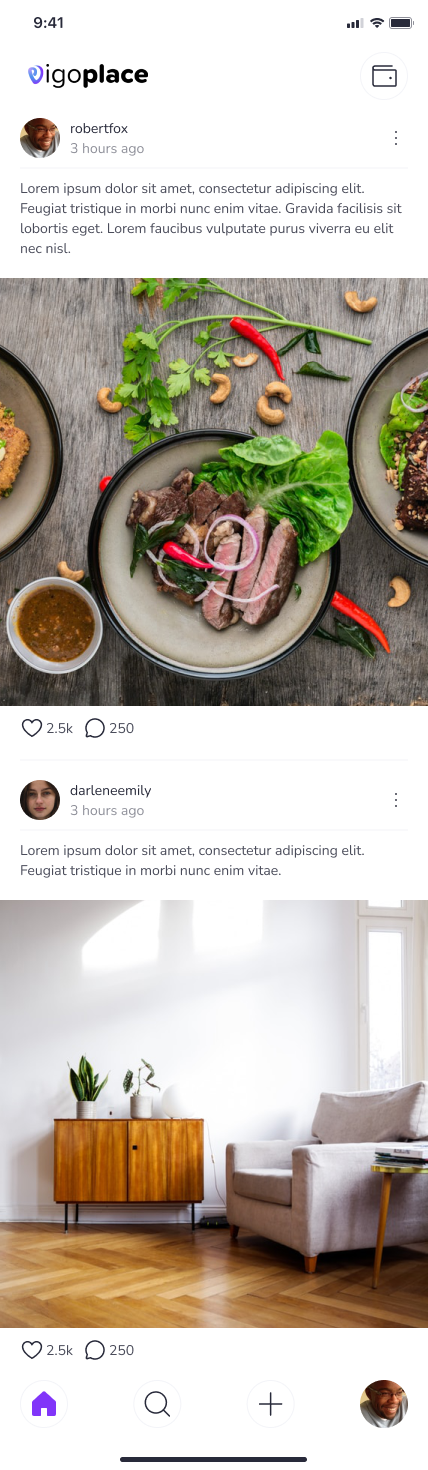 9:41
vigoplace
robertfox
3 hours ago
Lorem ipsum dolor sit amet, consectetur adipiscing elit.
Feugiat tristique in morbi nunc enim vitae. Gravida facilisis sit
lobortis eget. Lorem faucibus vulputate purus viverra eu elit
nec nisl.
2.5k 250
darleneemily
3 hours ago
Lorem ipsum dolor sit amet, consectetur adipiscing elit.
Feugiat tristique in morbi nunc enim vitae.
2.5k 250